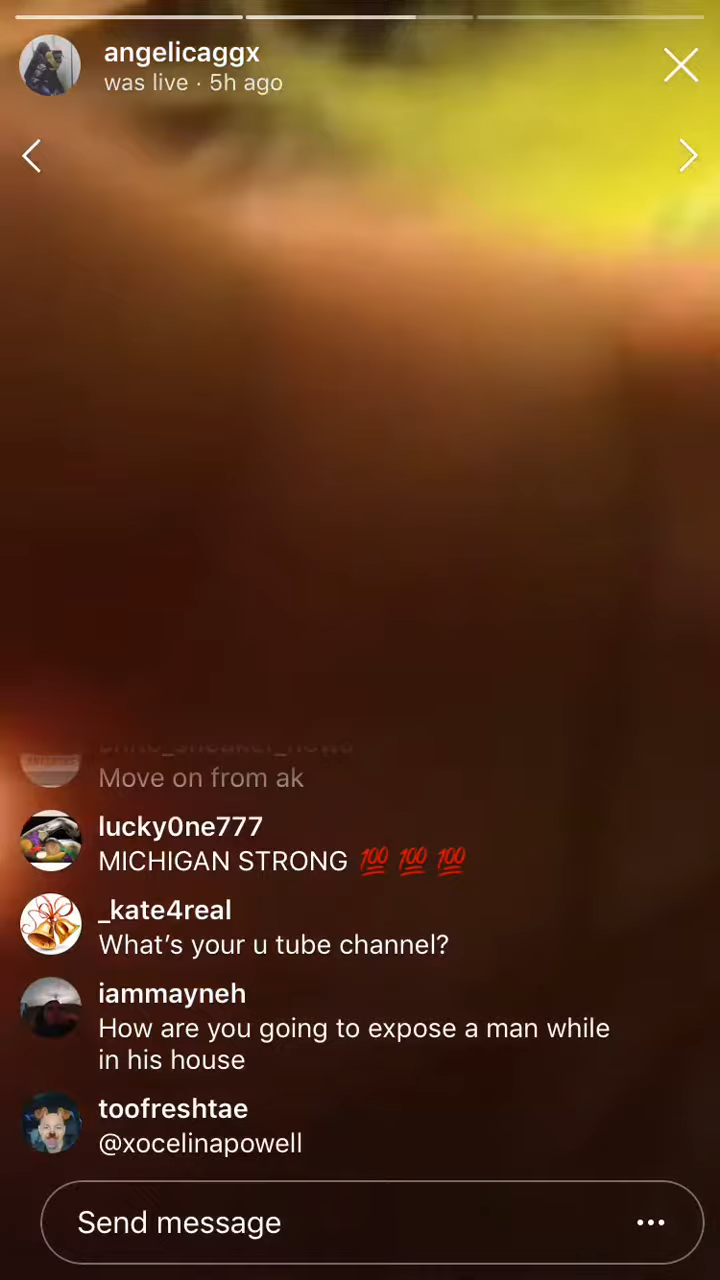 angelicaggx
was live · 5h ago
Move on from ak
lucky0ne777
MICHIGAN STRONG 💯 💯 💯
_kate4real
What's your u tube channel?
iammayneh
How are you going to expose a man while
in his house
toofreshtae
@xocelinapowell
Send message